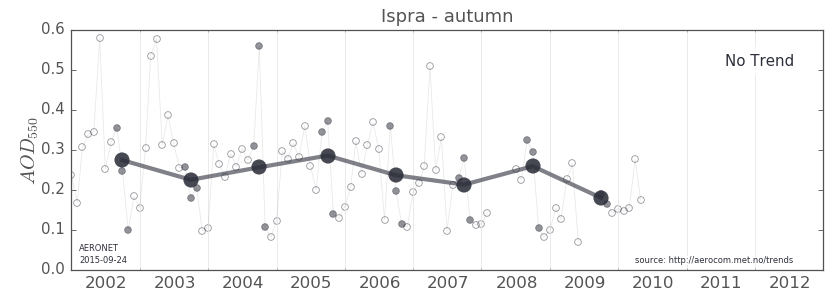 Ispra - autumn
0.6
0.5
0.4
0.3
0.2
0.1
0.0
AOD550
No Trend
AERONET
2015-09-24
source: http://aerocom.met.no/trends
2002 2003 2004 2005 2006 2007 2008 2009 2010 2011 2012